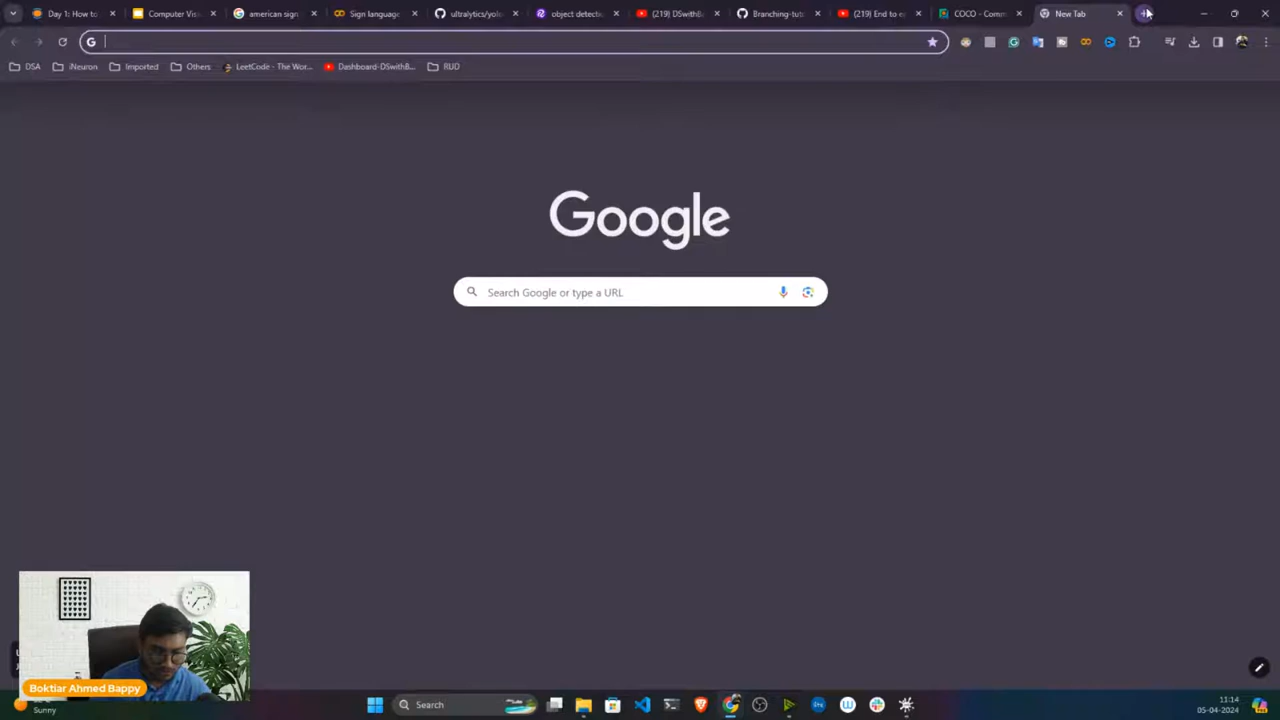 Day 1: How to
Computer Visi
american sign
Sign language
ultralytics/yolo
object detecti
(219) DSwithB
Branching-tuto
(219) End to e
COCO - Comm
New Tab
DSA
iNeuron
Imported
Others
LeetCode - The Wor...
Dashboard-DSwithB...
RUD
Google
Search Google or type a URL
Boktiar Ahmed Bappy
Sunny
Search
11:14
05-04-2024